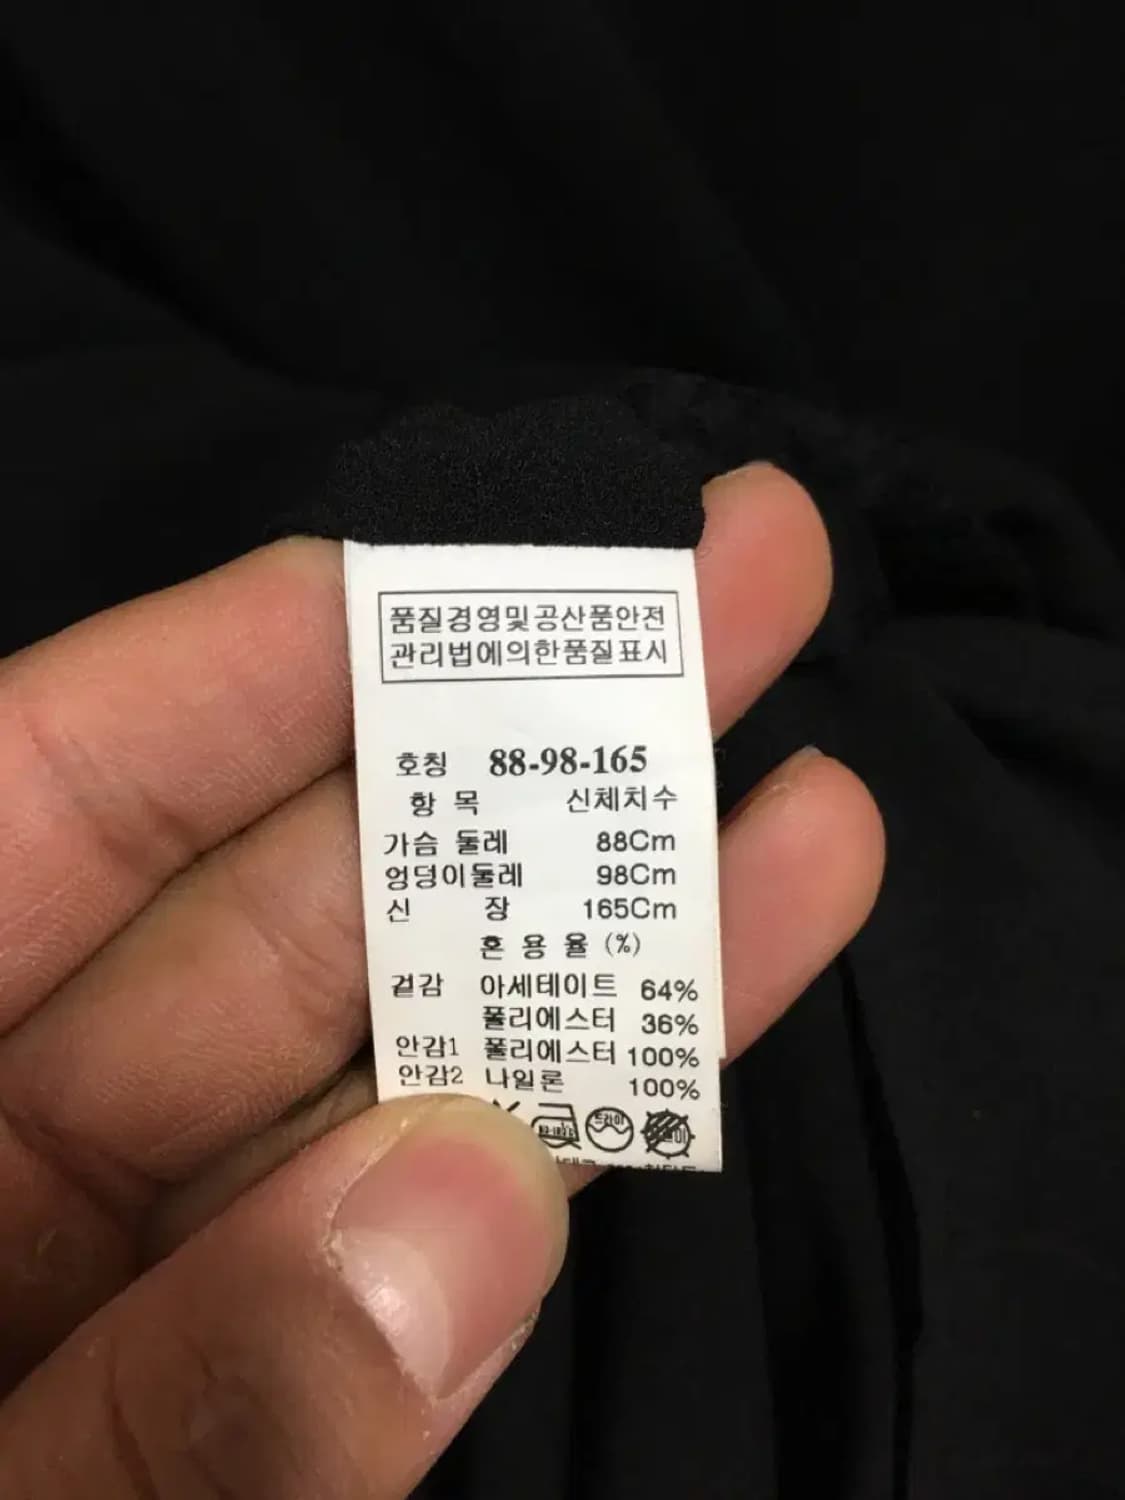 품질경영및공산품안전
관리법에의한품질표시
호칭 88-98-165
항 목 신체치수
가슴 둘레 88Cm
엉덩이둘레 98Cm
신 장 165Cm
혼 용 율 (%)
겉감 아세테이트 64%
폴리에스터 36%
안감1 폴리에스터 100%
안감2 나일론 100%
드라이